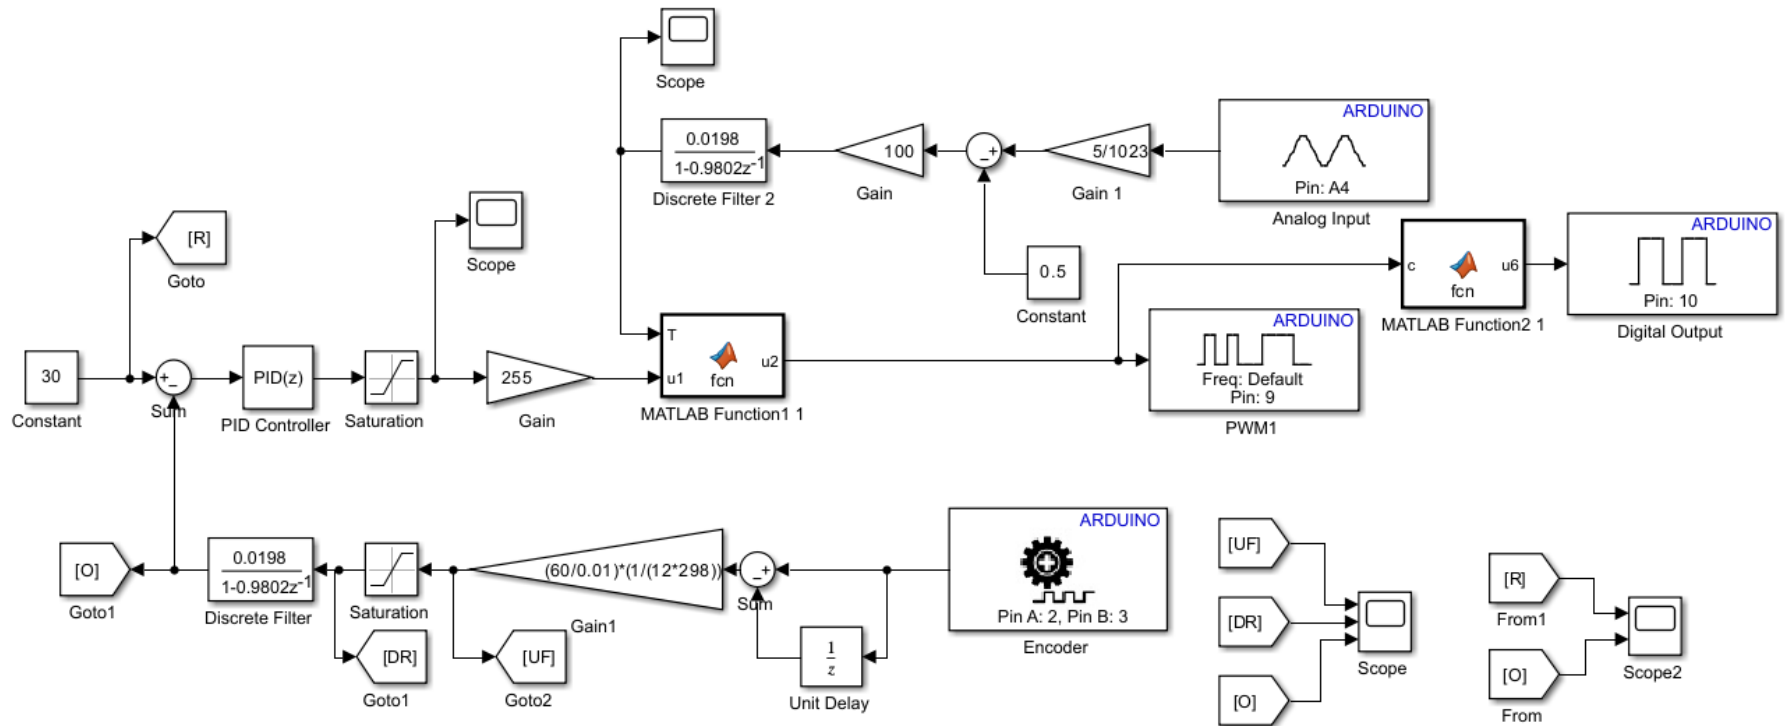 Scope
ARDUINO
Pin: A4
Analog Input
5/1023
Gain 1
-+
100
Gain
0.0198
1-0.9802z-1
Discrete Filter 2
0.5
Constant
[R]
Goto
Scope
ARDUINO
Pin: 10
Digital Output
c
fcn
u6
MATLAB Function2 1
30
Constant
+-
Sum
PID(z)
PID Controller
Saturation
255
Gain
T
u1
fcn
u2
MATLAB Function1 1
ARDUINO
Freq: Default
Pin: 9
PWM1
[O]
Goto1
0.0198
1-0.9802z-1
Discrete Filter
Saturation
[DR]
Goto1
[UF]
Goto2
(60/0.01)*(1/(12*298))
Gain1
-+
Sum
1
z
Unit Delay
ARDUINO
Pin A: 2, Pin B: 3
Encoder
[UF]
[DR]
[O]
Scope
[R]
From1
[O]
From
Scope2